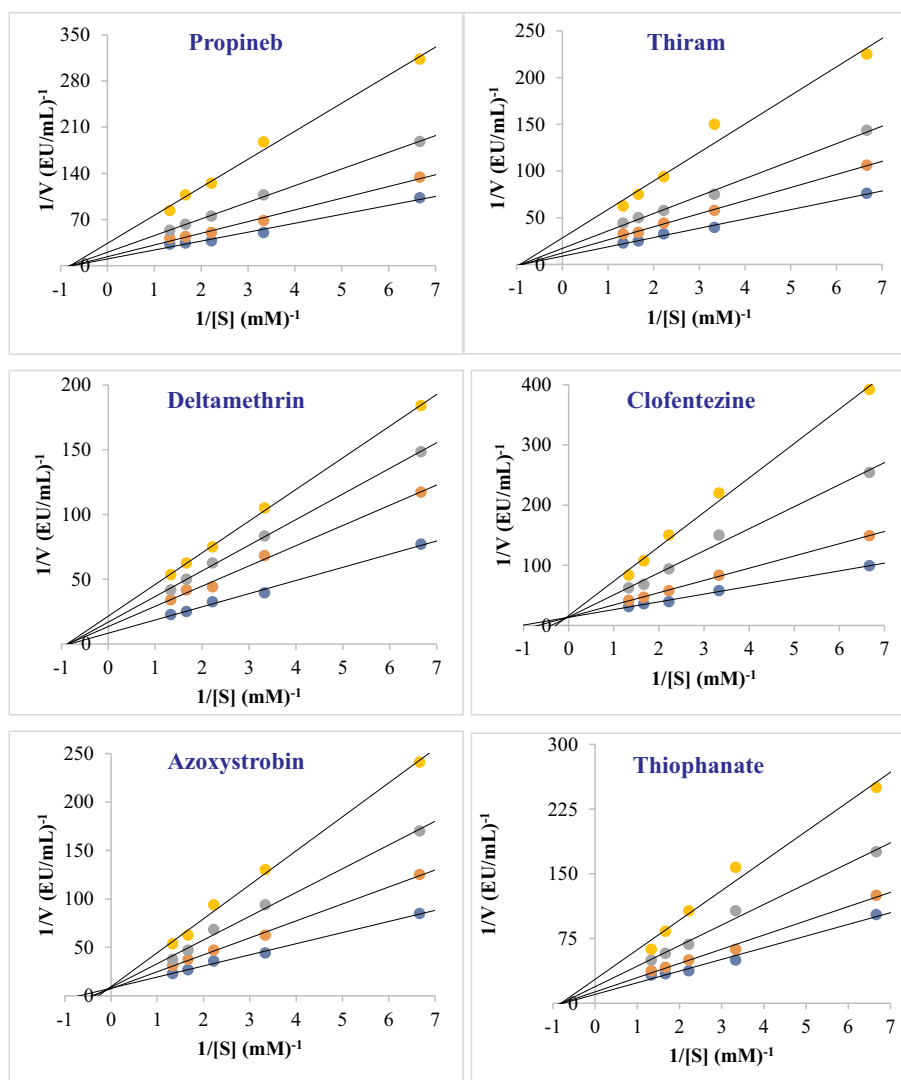 Propineb
1/V (EU/mL)-1
350
280
210
140
70
0
-1 0 1 2 3 4 5 6 7
1/[S] (mM)-1
Thiram
1/V (EU/mL)-1
250
200
150
100
50
0
-1 0 1 2 3 4 5 6 7
1/[S] (mM)-1
Deltamethrin
1/V (EU/mL)-1
200
150
100
50
0
-1 0 1 2 3 4 5 6 7
1/[S] (mM)-1
Clofentezine
1/V (EU/mL)-1
400
300
200
100
0
-1 0 1 2 3 4 5 6 7
1/[S] (mM)-1
Azoxystrobin
1/V (EU/mL)-1
250
200
150
100
50
0
-1 0 1 2 3 4 5 6 7
1/[S] (mM)-1
Thiophanate
1/V (EU/mL)-1
300
225
150
75
0
-1 0 1 2 3 4 5 6 7
1/[S] (mM)-1